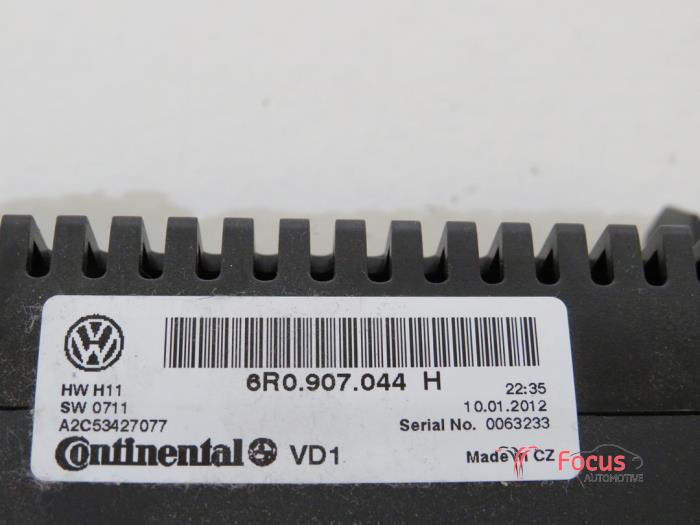 6R0.907.044 H
HW H11
22:35
SW 0711
10.01.2012
A2C53427077
Serial No. 0063233
Continental VD1
Made CZ
Focus
AUTOMOTIVE